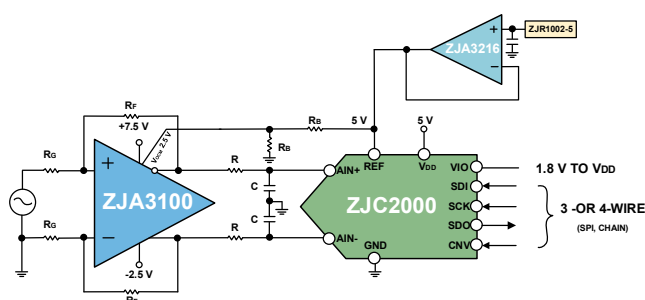 ZJR1002-5
+
ZJA3216
−
RF
+7.5 V
VOCM 2.5 V
RB
5 V
5 V
RB
RG
+
R
AIN+
REF
VDD
VIO
1.8 V TO VDD
SDI
C
ZJA3100
ZJC2000
SCK
3 -OR 4-WIRE
C
SDO
(SPI, CHAIN)
RG
−
R
AIN-
GND
CNV
-2.5 V